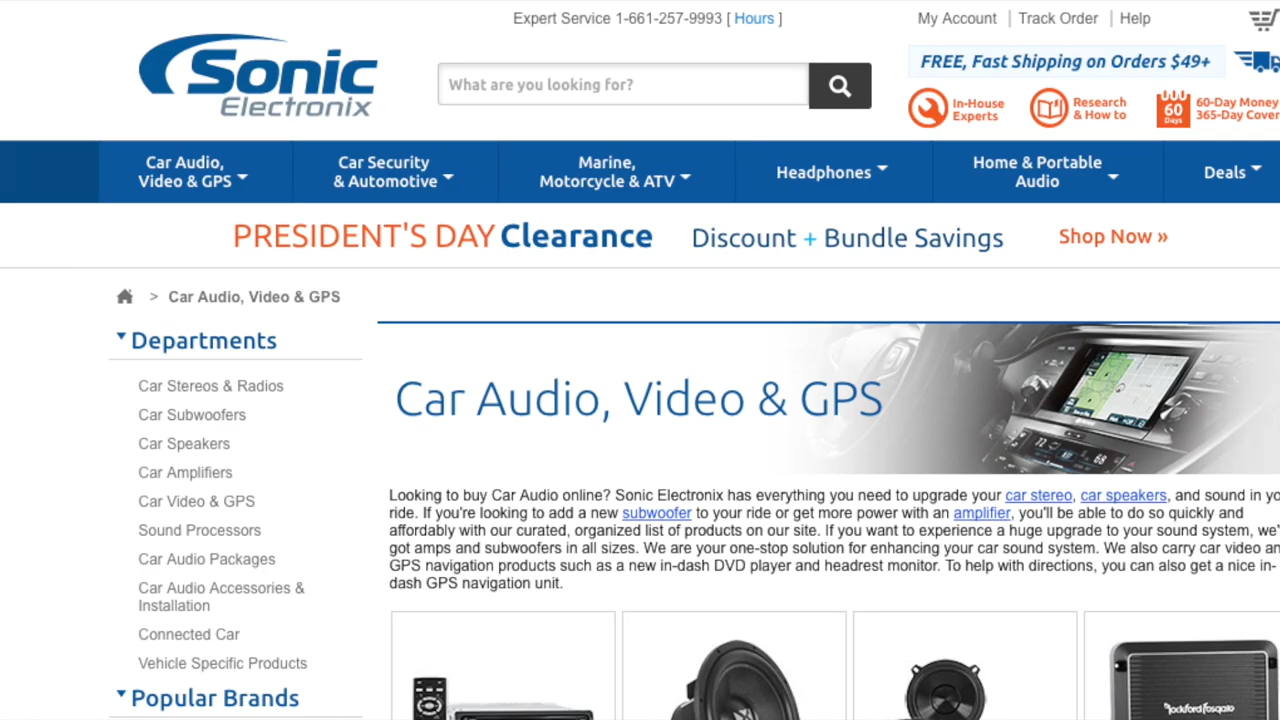 Expert Service 1-661-257-9993 [ Hours ]
My Account | Track Order | Help
Sonic
Electronix
What are you looking for?
FREE, Fast Shipping on Orders $49+
In-House
Experts
Research
& How to
60
Days
60-Day Money
365-Day Cover
Car Audio,
Video & GPS
Car Security
& Automotive
Marine,
Motorcycle & ATV
Headphones
Home & Portable
Audio
Deals
PRESIDENT'S DAY Clearance Discount + Bundle Savings Shop Now »
> Car Audio, Video & GPS
Departments
Car Stereos & Radios
Car Subwoofers
Car Speakers
Car Amplifiers
Car Video & GPS
Sound Processors
Car Audio Packages
Car Audio Accessories &
Installation
Connected Car
Vehicle Specific Products
Popular Brands
Car Audio, Video & GPS
72
68
Looking to buy Car Audio online? Sonic Electronix has everything you need to upgrade your car stereo, car speakers, and sound in yo
ride. If you're looking to add a new subwoofer to your ride or get more power with an amplifier, you'll be able to do so quickly and
affordably with our curated, organized list of products on our site. If you want to experience a huge upgrade to your sound system, we'
got amps and subwoofers in all sizes. We are your one-stop solution for enhancing your car sound system. We also carry car video an
GPS navigation products such as a new in-dash DVD player and headrest monitor. To help with directions, you can also get a nice in-
dash GPS navigation unit.
Rockford Fosgate